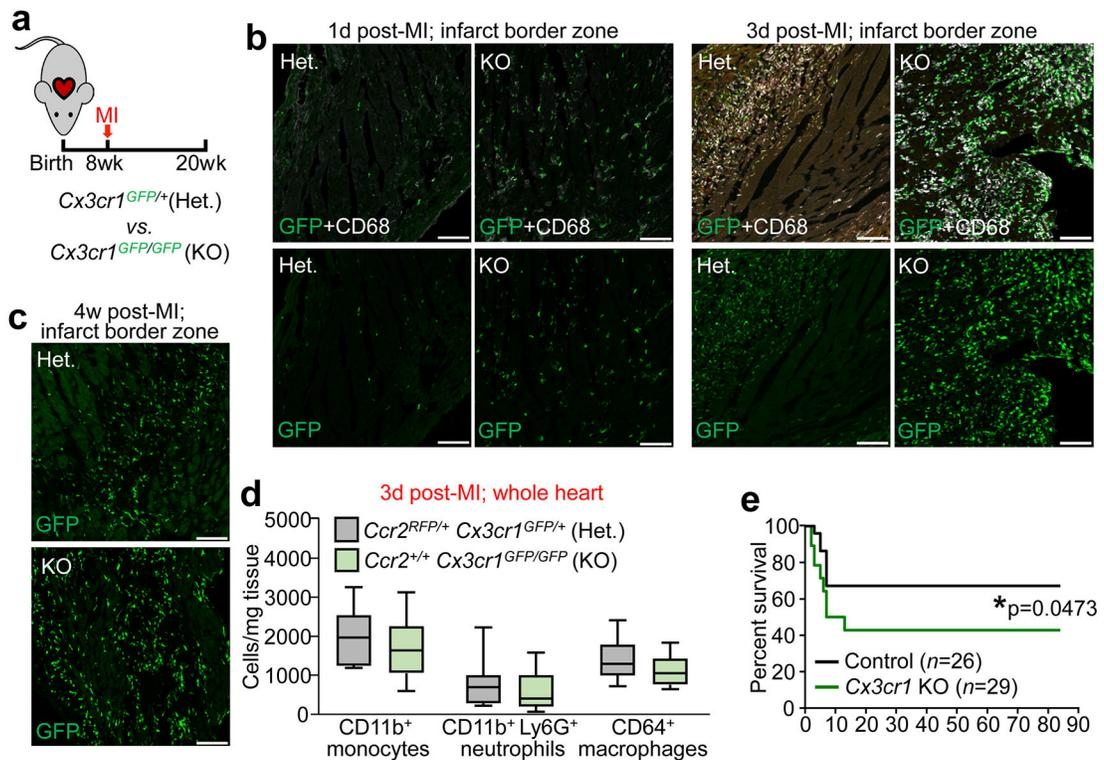 a
MI
Birth 8wk 20wk
Cx3cr1GFP/+(Het.)
vs.
Cx3cr1GFP/GFP (KO)
b
1d post-MI; infarct border zone
3d post-MI; infarct border zone
Het.
GFP+CD68
KO
GFP+CD68
Het.
GFP+CD68
KO
GFP+CD68
Het.
GFP
KO
GFP
Het.
GFP
KO
GFP
c
4w post-MI;
infarct border zone
Het.
GFP
KO
GFP
d
3d post-MI; whole heart
Ccr2RFP/+ Cx3cr1GFP/+ (Het.)
Ccr2+/+ Cx3cr1GFP/GFP (KO)
Cells/mg tissue
5000
4000
3000
2000
1000
0
CD11b+
monocytes
CD11b+ Ly6G+
neutrophils
CD64+
macrophages
e
Percent survival
100
80
60
40
20
0
*p=0.0473
Control (n=26)
Cx3cr1 KO (n=29)
0 10 20 30 40 50 60 70 80 90